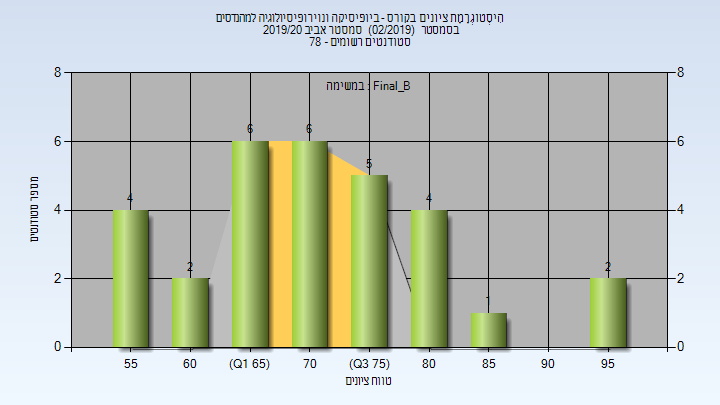 היסטוגרמת ציונים בקורס - ביופיסיקה ונוירופיסיולוגיה למהנדסים
בסמסטר (02/2019) סמסטר אביב 2019/20
סטודנטים רשומים - 78
במשימה : Final_B
מספר סטודנטים
8 8
6 6
4 4
2 2
0 0
4 2 6 6 5 4 1 2
55 60 (Q1 65) 70 (Q3 75) 80 85 90 95
טווח ציונים